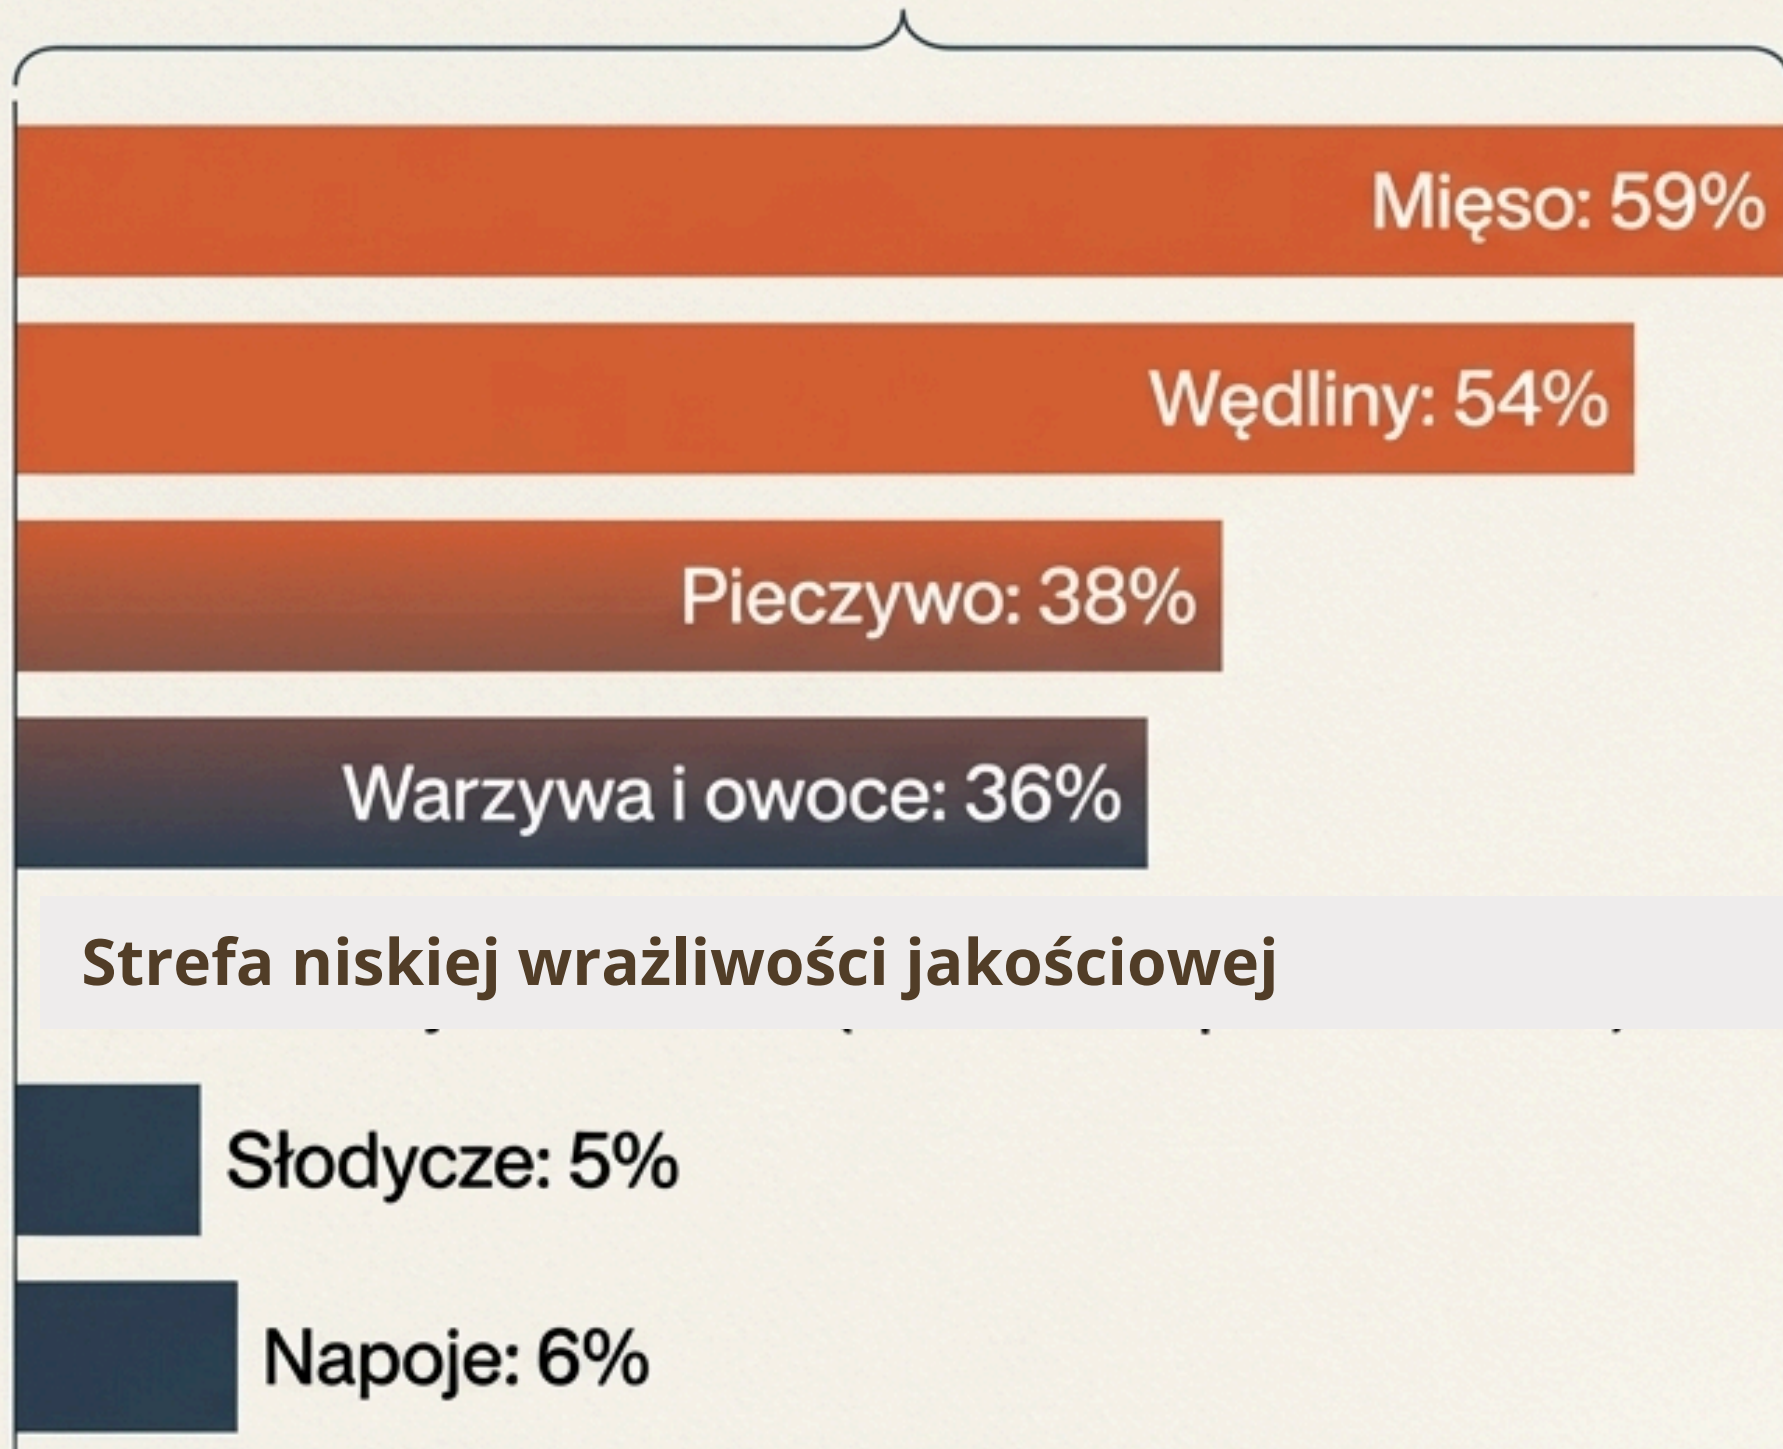 Mięso: 59%
Wędliny: 54%
Pieczywo: 38%
Warzywa i owoce: 36%
Strefa niskiej wrażliwości jakościowej
Słodycze: 5%
Napoje: 6%